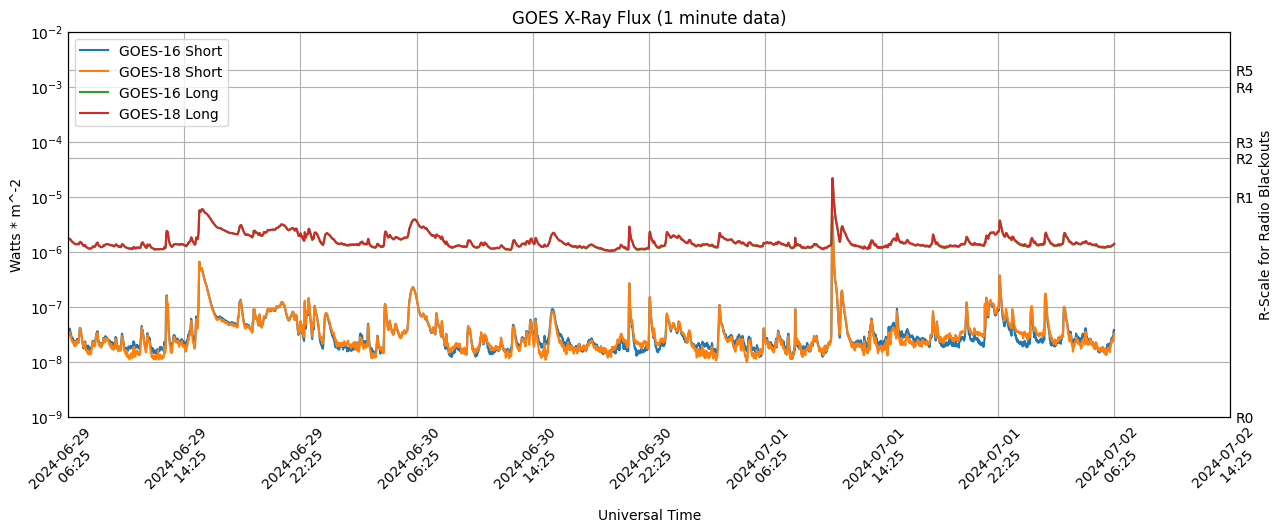 GOES X-Ray Flux (1 minute data)
GOES-16 Short
GOES-18 Short
GOES-16 Long
GOES-18 Long
Watts * m^-2
10⁻²
10⁻³
10⁻⁴
10⁻⁵
10⁻⁶
10⁻⁷
10⁻⁸
10⁻⁹
R5
R4
R3
R2
R1
R0
R-Scale for Radio Blackouts
2024-06-29
06:25
2024-06-29
14:25
2024-06-29
22:25
2024-06-30
06:25
2024-06-30
14:25
2024-06-30
22:25
2024-07-01
06:25
2024-07-01
14:25
2024-07-01
22:25
2024-07-02
06:25
2024-07-02
14:25
Universal Time